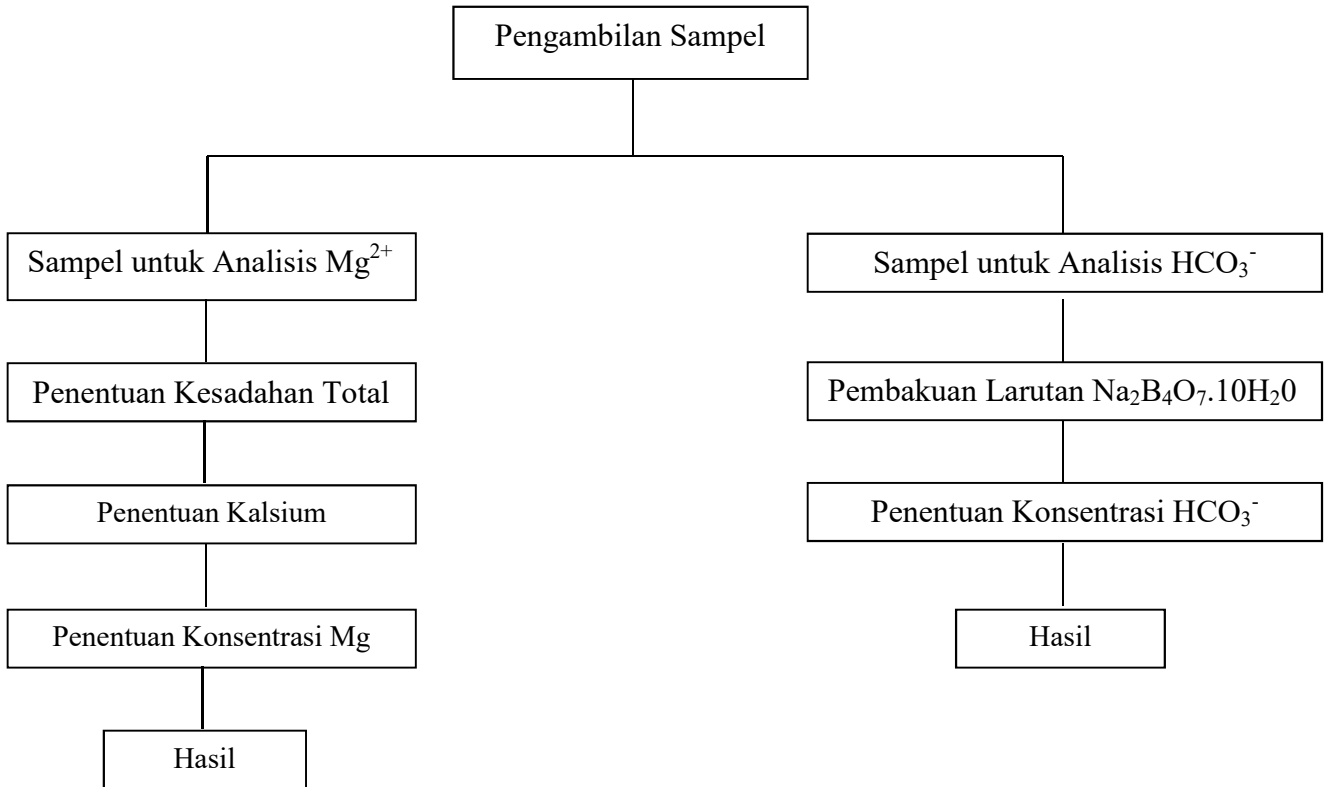 Pengambilan Sampel
Sampel untuk Analisis Mg²⁺
Penentuan Kesadahan Total
Penentuan Kalsium
Penentuan Konsentrasi Mg
Hasil
Sampel untuk Analisis HCO₃⁻
Pembakuan Larutan Na₂B₄O₇.10H₂0
Penentuan Konsentrasi HCO₃⁻
Hasil